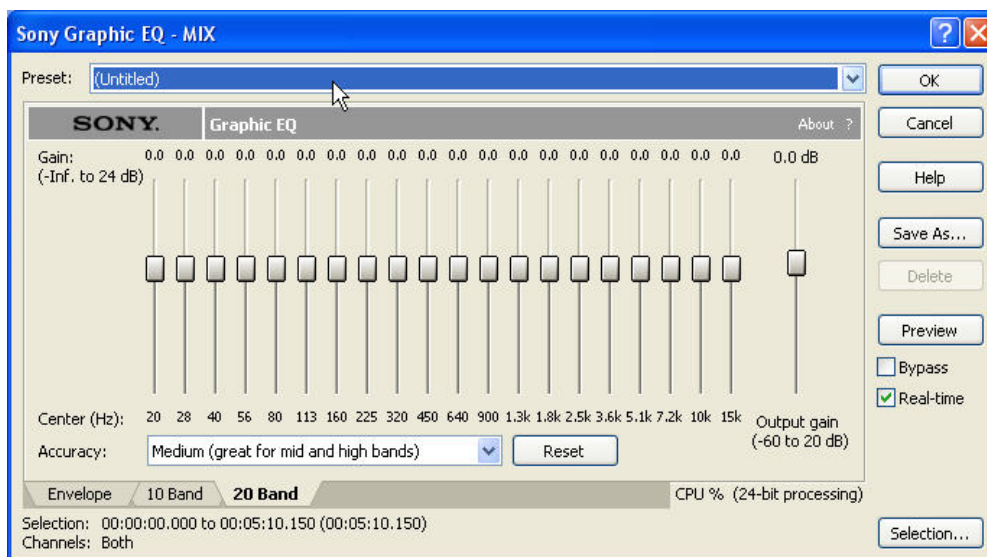 Sony Graphic EQ - MIX
Preset: (Untitled)
OK
SONY. Graphic EQ About ?
Cancel
Gain: 0.0 0.0 0.0 0.0 0.0 0.0 0.0 0.0 0.0 0.0 0.0 0.0 0.0 0.0 0.0 0.0 0.0 0.0 0.0 0.0 0.0 dB
(-Inf. to 24 dB)
Help
Save As...
Delete
Preview
Bypass
Real-time
Center (Hz): 20 28 40 56 80 113 160 225 320 450 640 900 1.3k 1.8k 2.5k 3.6k 5.1k 7.2k 10k 15k Output gain
(-60 to 20 dB)
Accuracy: Medium (great for mid and high bands) Reset
Envelope 10 Band 20 Band CPU % (24-bit processing)
Selection: 00:00:00.000 to 00:05:10.150 (00:05:10.150)
Channels: Both
Selection...